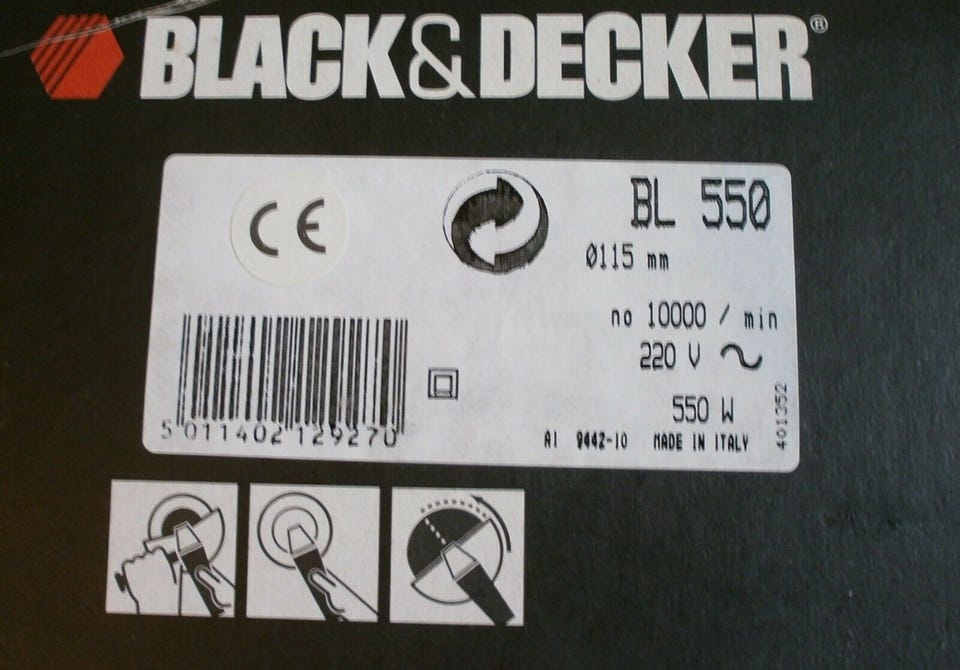 BLACK&DECKER®
CE
BL 550
Ø115 mm
no 10000 / min
220 V ~
550 W
5 011402 129270
A1 9442-10 MADE IN ITALY
4013352